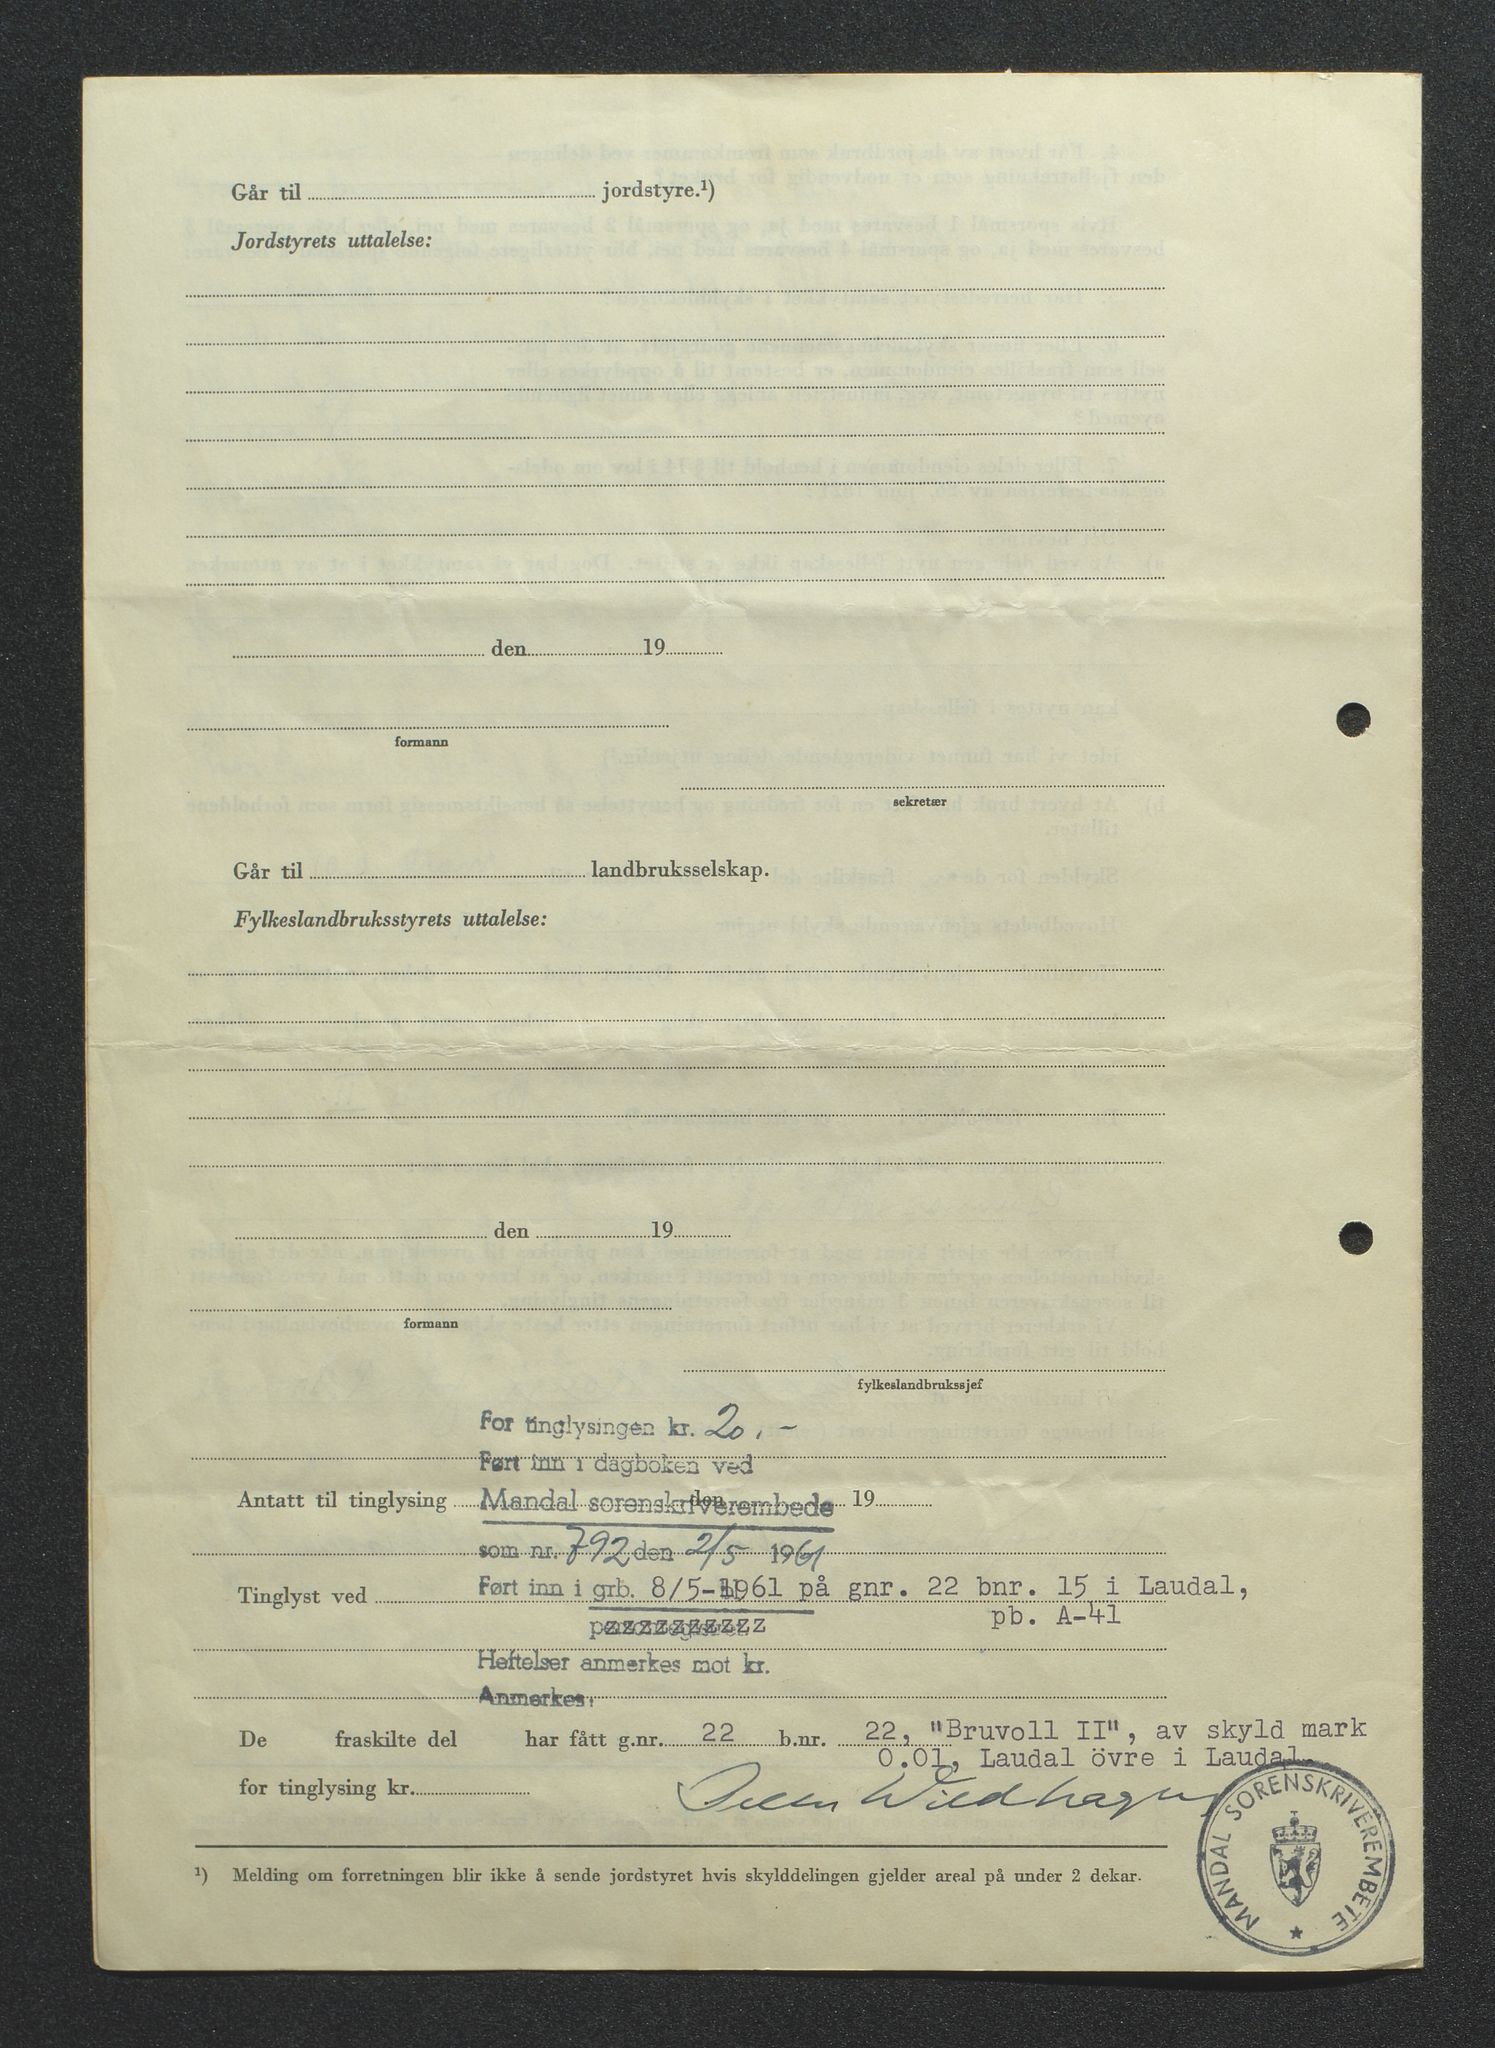 Går til ........ jordstyre.¹)
Jordstyrets uttalelse:
........ den ........ 19 ........
formann
sekretær
Går til ........ landbruksselskap.
Fylkeslandbruksstyrets uttalelse:
........ den ........ 19 ........
formann
fylkeslandbrukssjef
For tinglysingen kr. 20,-
Ført inn i dagboken ved
Antatt til tinglysing Mandal sorenskriverembede den 19
som nr. 792 den 2/5 1961
Tinglyst ved Ført inn i grb. 8/5-1961 på gnr. 22 bnr. 15 i Laudal,
pb. A-41
Heftelser anmerkes mot kr.
Anmerkes:
De fraskilte del har fått g.nr. 22 b.nr. 22, "Bruvoll II", av skyld mark
0.01, Laudal övre i Laudal.
for tinglysing kr. ........ Wildhagen
MANDAL SORENSKRIVEREMBETE
¹) Melding om forretningen blir ikke å sende jordstyret hvis skylddelingen gjelder areal på under 2 dekar.